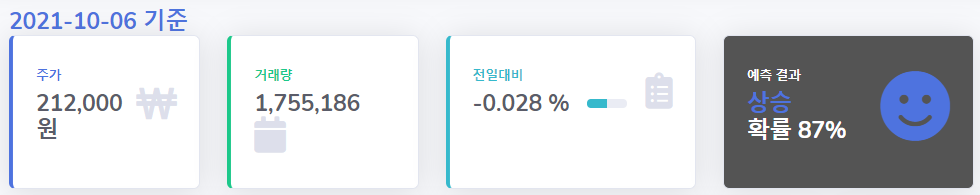 2021-10-06 기준
주가
212,000
원
거래량
1,755,186
전일대비
-0.028 %
예측 결과
상승
확률 87%